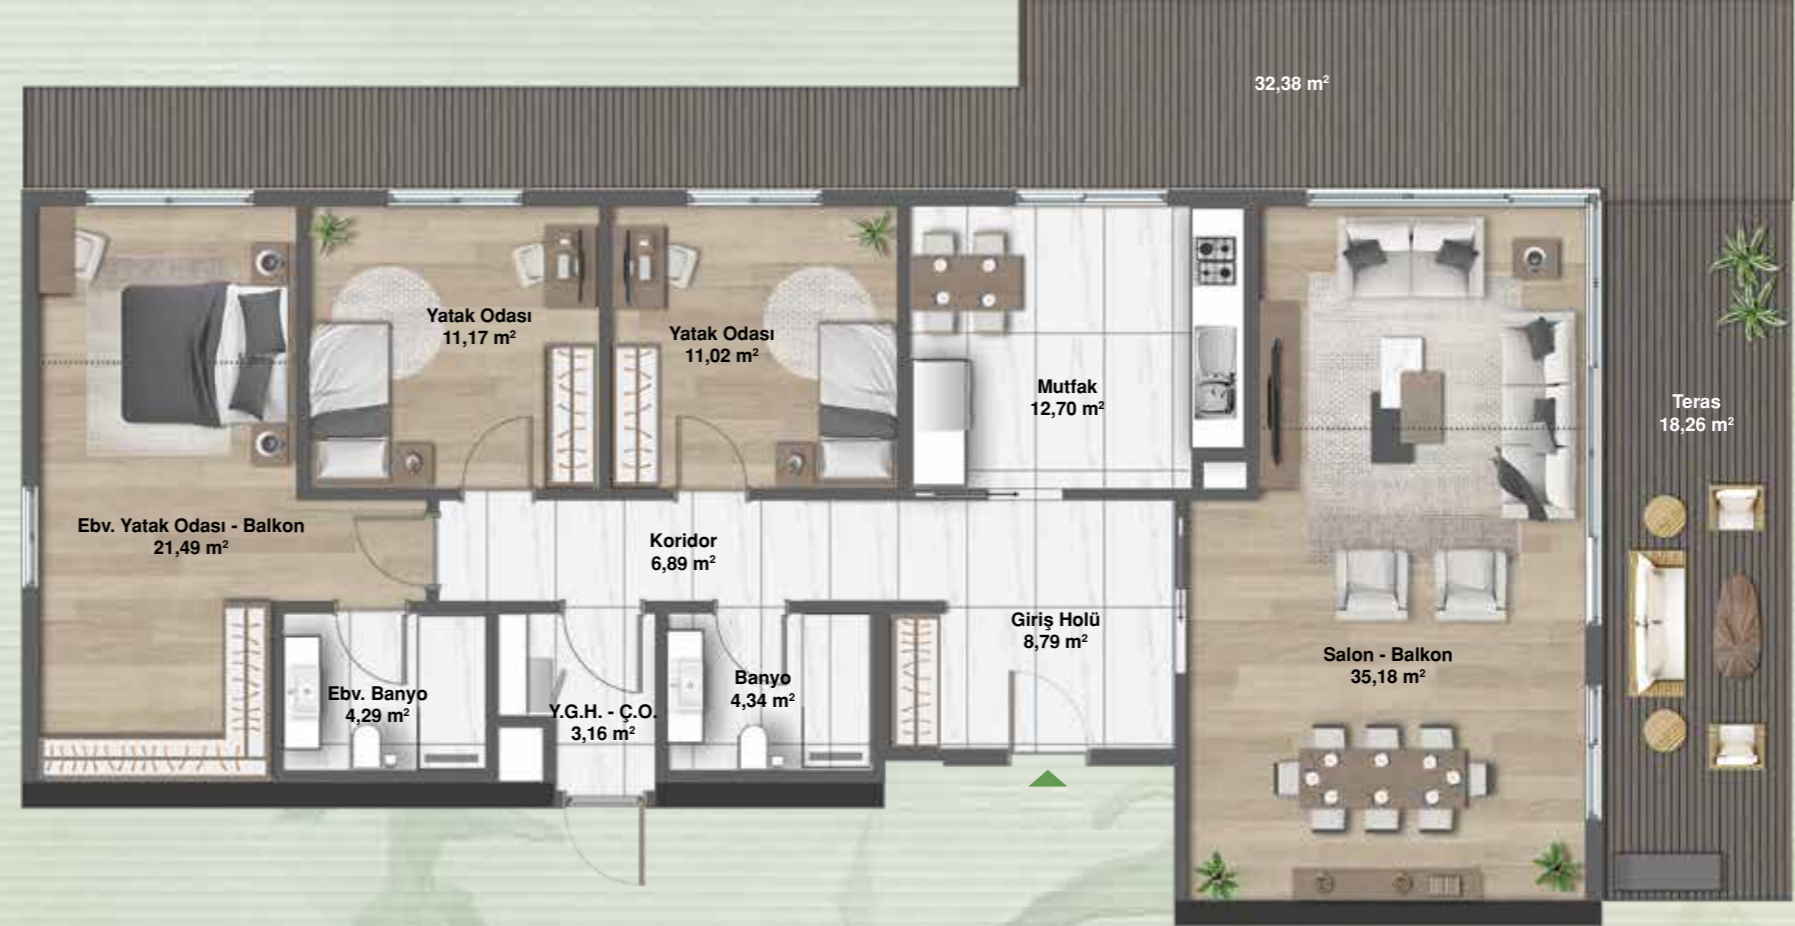 32,38 m²
Yatak Odası
11,17 m²
Yatak Odası
11,02 m²
Mutfak
12,70 m²
Teras
18,26 m²
Ebv. Yatak Odası - Balkon
21,49 m²
Koridor
6,89 m²
Giriş Holü
8,79 m²
Salon - Balkon
35,18 m²
Ebv. Banyo
4,29 m²
Y.G.H. - Ç.O.
3,16 m²
Banyo
4,34 m²